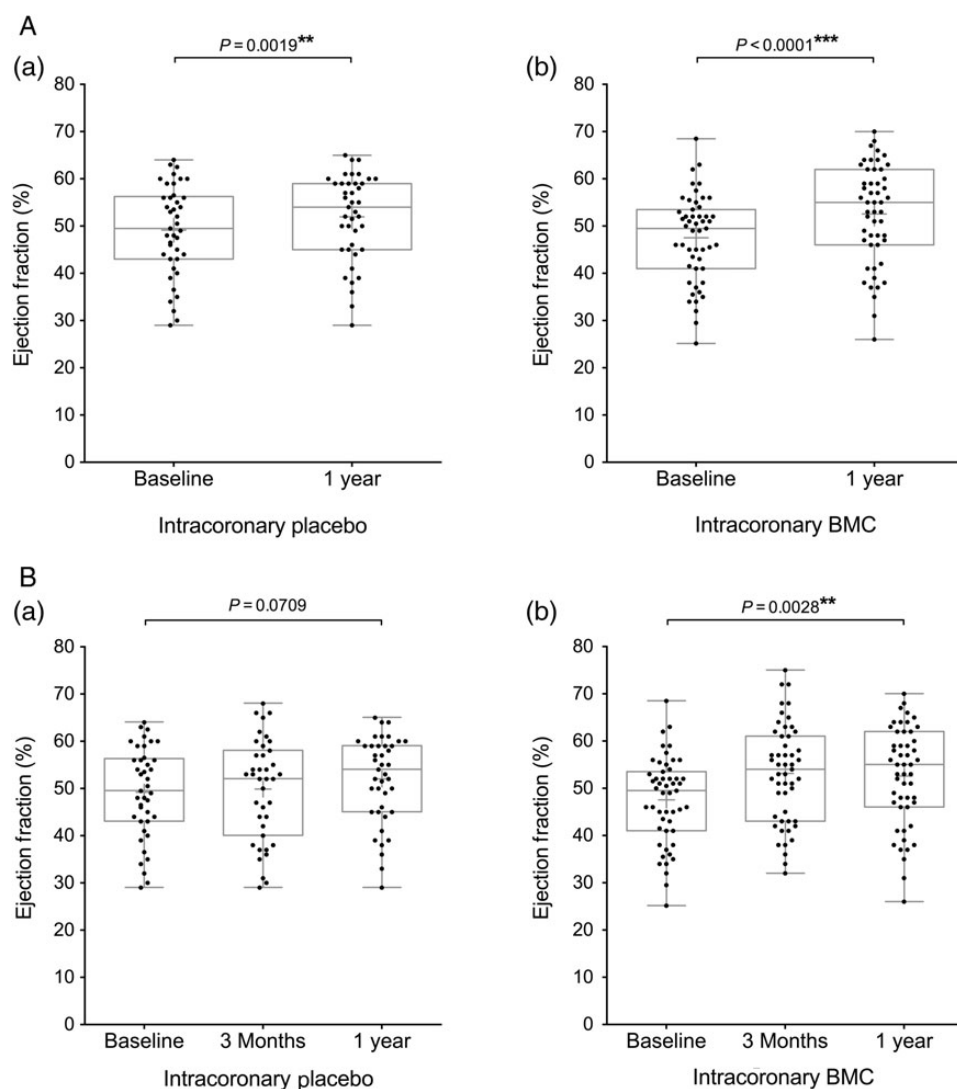 A
(a)
P = 0.0019**
80
70
60
50
40
30
20
10
0
Ejection fraction (%)
Baseline
1 year
Intracoronary placebo
(b)
P < 0.0001***
80
70
60
50
40
30
20
10
0
Ejection fraction (%)
Baseline
1 year
Intracoronary BMC
B
(a)
P = 0.0709
80
70
60
50
40
30
20
10
0
Ejection fraction (%)
Baseline
3 Months
1 year
Intracoronary placebo
(b)
P = 0.0028**
80
70
60
50
40
30
20
10
0
Ejection fraction (%)
Baseline
3 Months
1 year
Intracoronary BMC